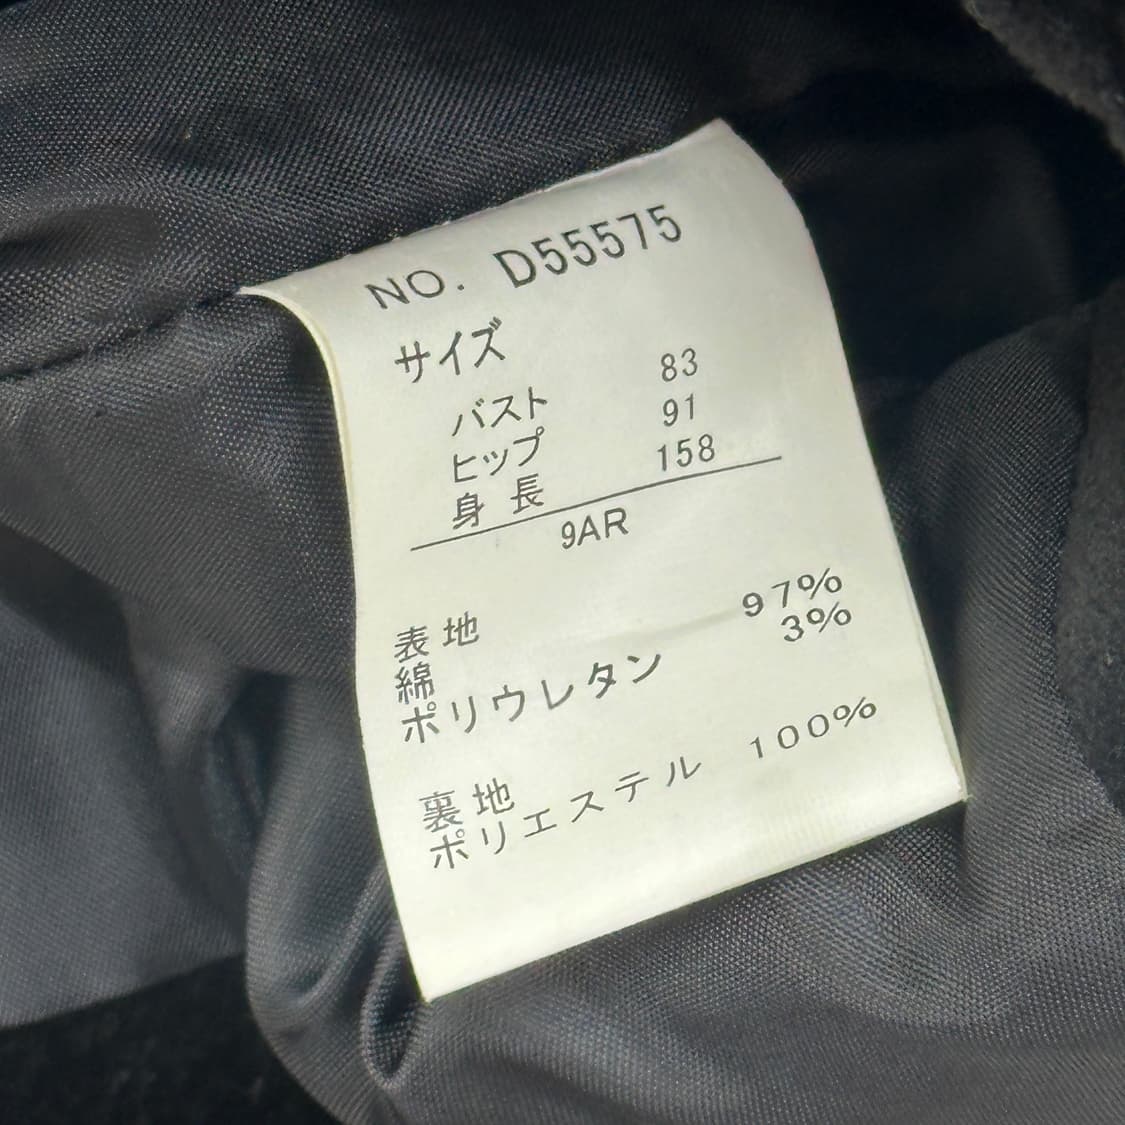 NO. D55575
サイズ
バスト 83
ヒップ 91
身長 158
9AR
表地
綿 97%
ポリウレタン 3%
裏地
ポリエステル 100%